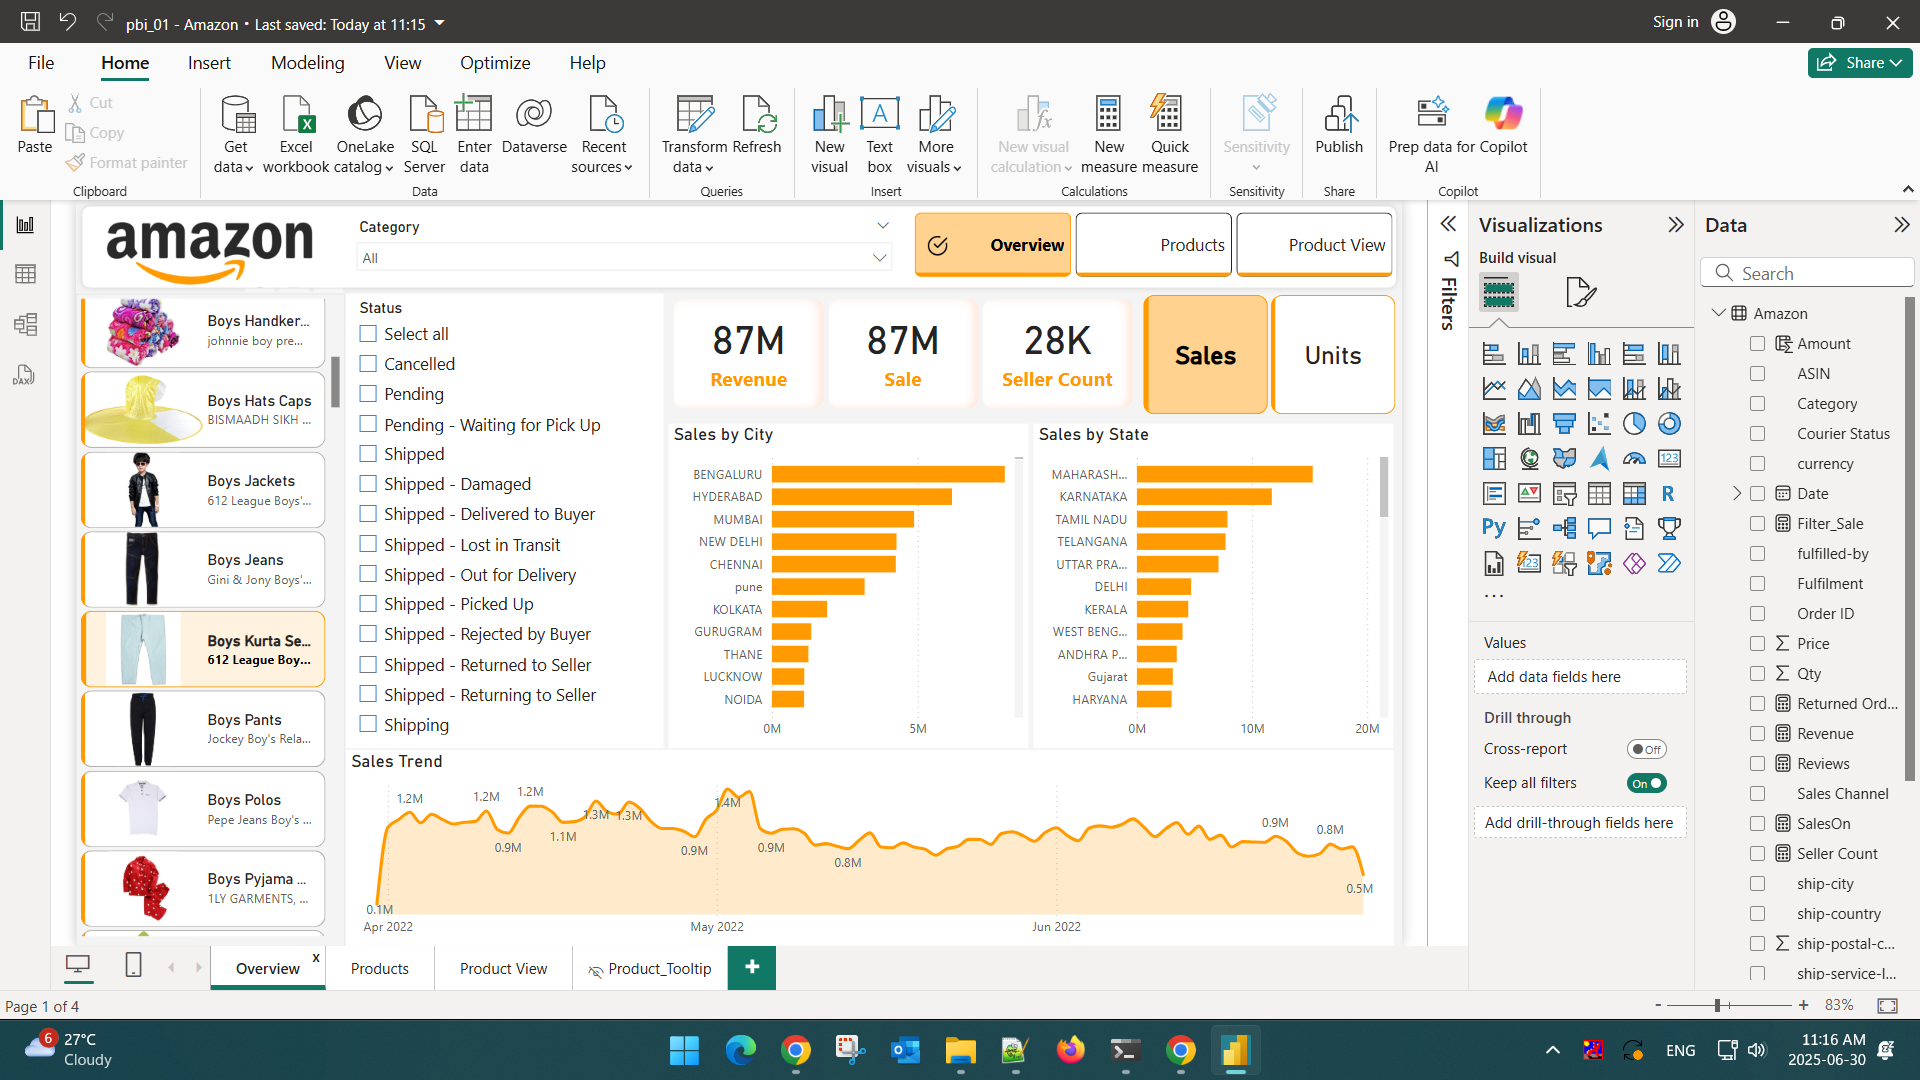 pbi_01 - Amazon • Last saved: Today at 11:15
Sign in
File
Home
Insert
Modeling
View
Optimize
Help
Share
Paste
Cut
Copy
Format painter
Clipboard
Get data
Excel workbook
OneLake catalog
SQL Server
Enter data
Dataverse
Recent sources
Data
Transform data
Refresh
Queries
New visual
Text box
More visuals
Insert
New visual calculation
New measure
Quick measure
Calculations
Sensitivity
Sensitivity
Publish
Share
Prep data for AI
Copilot
Copilot
amazon
Category
All
Overview
Products
Product View
Boys Handker...
johnnie boy pre...
Boys Hats Caps
BISMAADH SIKH ...
Boys Jackets
612 League Boys'...
Boys Jeans
Gini & Jony Boys'...
Boys Kurta Se...
612 League Boy...
Boys Pants
Jockey Boy's Rela...
Boys Polos
Pepe Jeans Boy's ...
Boys Pyjama ...
1LY GARMENTS, ...
Status
Select all
Cancelled
Pending
Pending - Waiting for Pick Up
Shipped
Shipped - Damaged
Shipped - Delivered to Buyer
Shipped - Lost in Transit
Shipped - Out for Delivery
Shipped - Picked Up
Shipped - Rejected by Buyer
Shipped - Returned to Seller
Shipped - Returning to Seller
Shipping
87M
Revenue
87M
Sale
28K
Seller Count
Sales
Units
Sales by City
BENGALURU
HYDERABAD
MUMBAI
NEW DELHI
CHENNAI
pune
KOLKATA
GURUGRAM
THANE
LUCKNOW
NOIDA
0M 5M
Sales by State
MAHARASH...
KARNATAKA
TAMIL NADU
TELANGANA
UTTAR PRA...
DELHI
KERALA
WEST BENG...
ANDHRA P...
Gujarat
HARYANA
0M 10M 20M
Sales Trend
0.1M
1.2M
1.2M
0.9M
1.2M
1.1M
1.3M
1.3M
0.9M
1.4M
0.9M
0.8M
0.9M
0.8M
0.5M
Apr 2022 May 2022 Jun 2022
Filters
Visualizations
Build visual
123
R
Py
123
...
Values
Add data fields here
Drill through
Cross-report
Off
Keep all filters
On
Add drill-through fields here
Data
Search
Amazon
Amount
ASIN
Category
Courier Status
currency
Date
Filter_Sale
fulfilled-by
Fulfilment
Order ID
Price
Qty
Returned Ord...
Revenue
Reviews
Sales Channel
SalesOn
Seller Count
ship-city
ship-country
ship-postal-c...
ship-service-l...
Overview x
Products
Product View
Product_Tooltip
+
Page 1 of 4
- + 83%
6
27°C
Cloudy
ENG
11:16 AM
2025-06-30